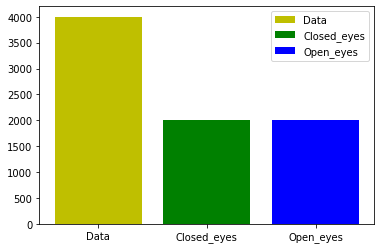 4000
3500
3000
2500
2000
1500
1000
500
0
Data
Closed_eyes
Open_eyes
Data
Closed_eyes
Open_eyes